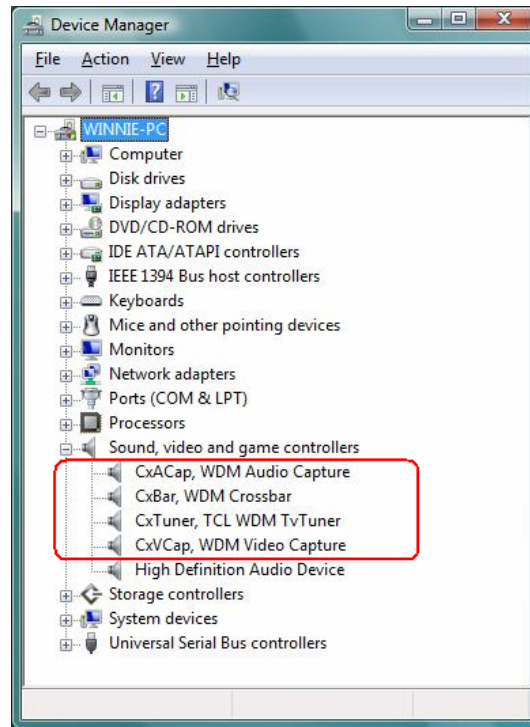 Device Manager
File Action View Help
WINNIE-PC
Computer
Disk drives
Display adapters
DVD/CD-ROM drives
IDE ATA/ATAPI controllers
IEEE 1394 Bus host controllers
Keyboards
Mice and other pointing devices
Monitors
Network adapters
Ports (COM & LPT)
Processors
Sound, video and game controllers
CxACap, WDM Audio Capture
CxBar, WDM Crossbar
CxTuner, TCL WDM TvTuner
CxVCap, WDM Video Capture
High Definition Audio Device
Storage controllers
System devices
Universal Serial Bus controllers